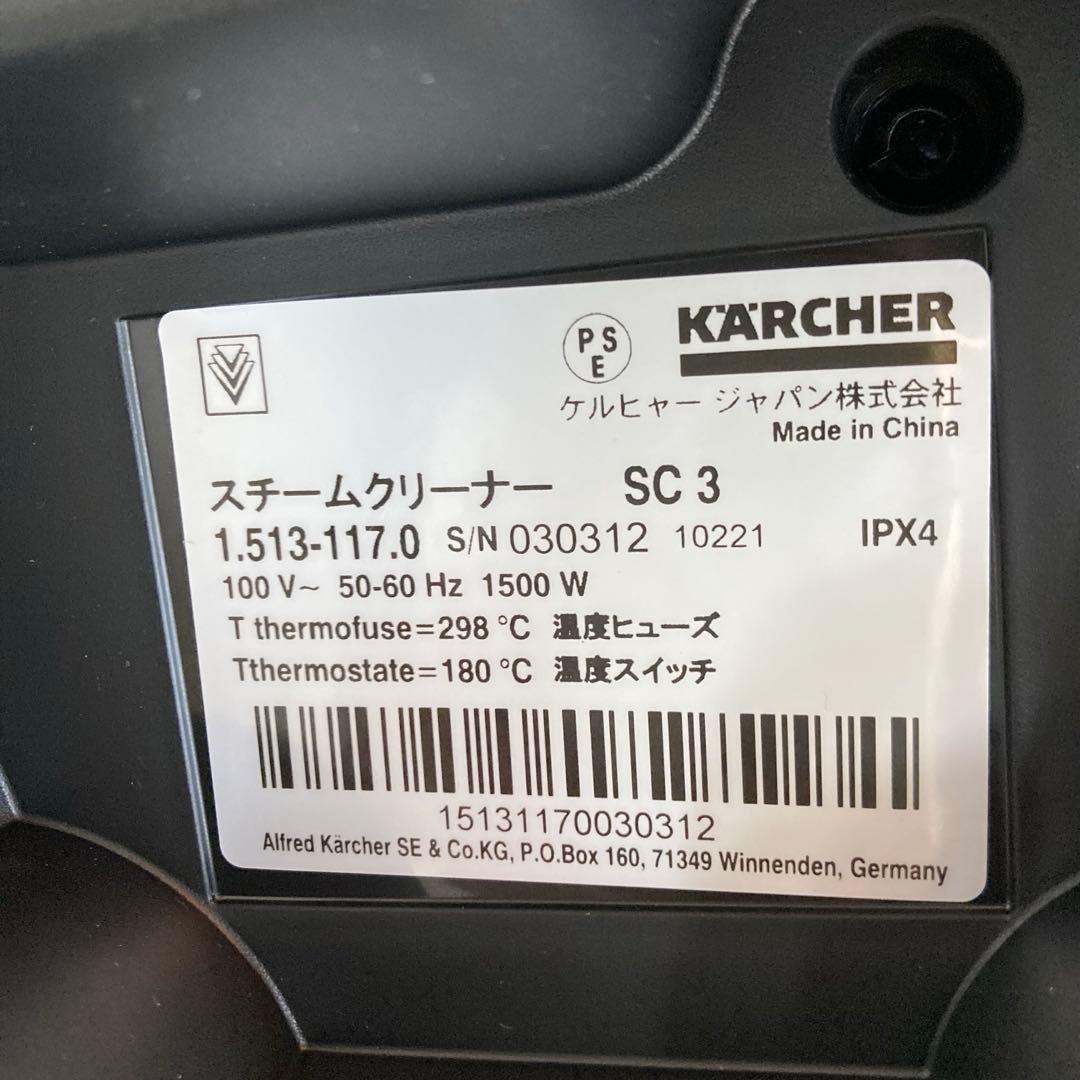 PSE
KÄRCHER
ケルヒャー ジャパン株式会社
Made in China
スチームクリーナー SC 3
1.513-117.0 S/N 030312 10221 IPX4
100 V~ 50-60 Hz 1500 W
T thermofuse=298 °C 温度ヒューズ
Tthermostate=180 °C 温度スイッチ
15131170030312
Alfred Kärcher SE & Co.KG, P.O.Box 160, 71349 Winnenden, Germany